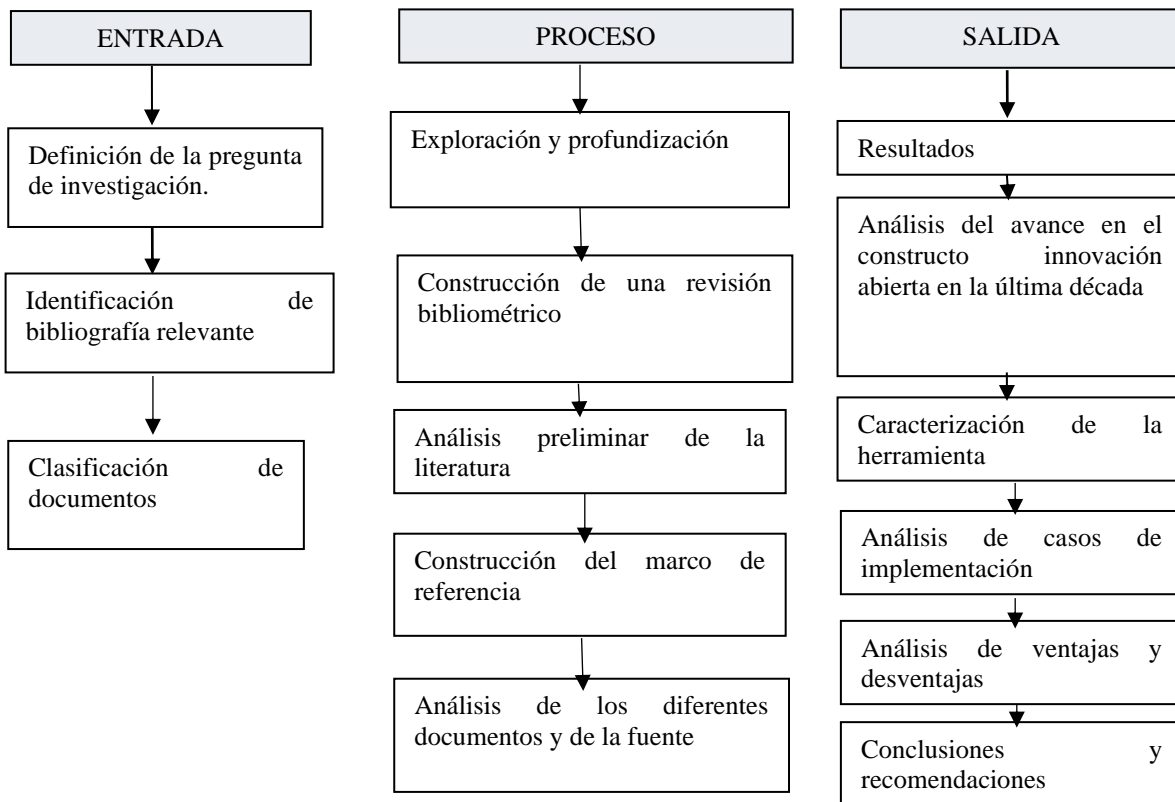 ENTRADA
Definición de la pregunta
de investigación.
Identificación de
bibliografía relevante
Clasificación de
documentos
PROCESO
Exploración y profundización
Construcción de una revisión
bibliométrico
Análisis preliminar de la
literatura
Construcción del marco de
referencia
Análisis de los diferentes
documentos y de la fuente
SALIDA
Resultados
Análisis del avance en el
constructo innovación
abierta en la última década
Caracterización de la
herramienta
Análisis de casos de
implementación
Análisis de ventajas y
desventajas
Conclusiones y
recomendaciones